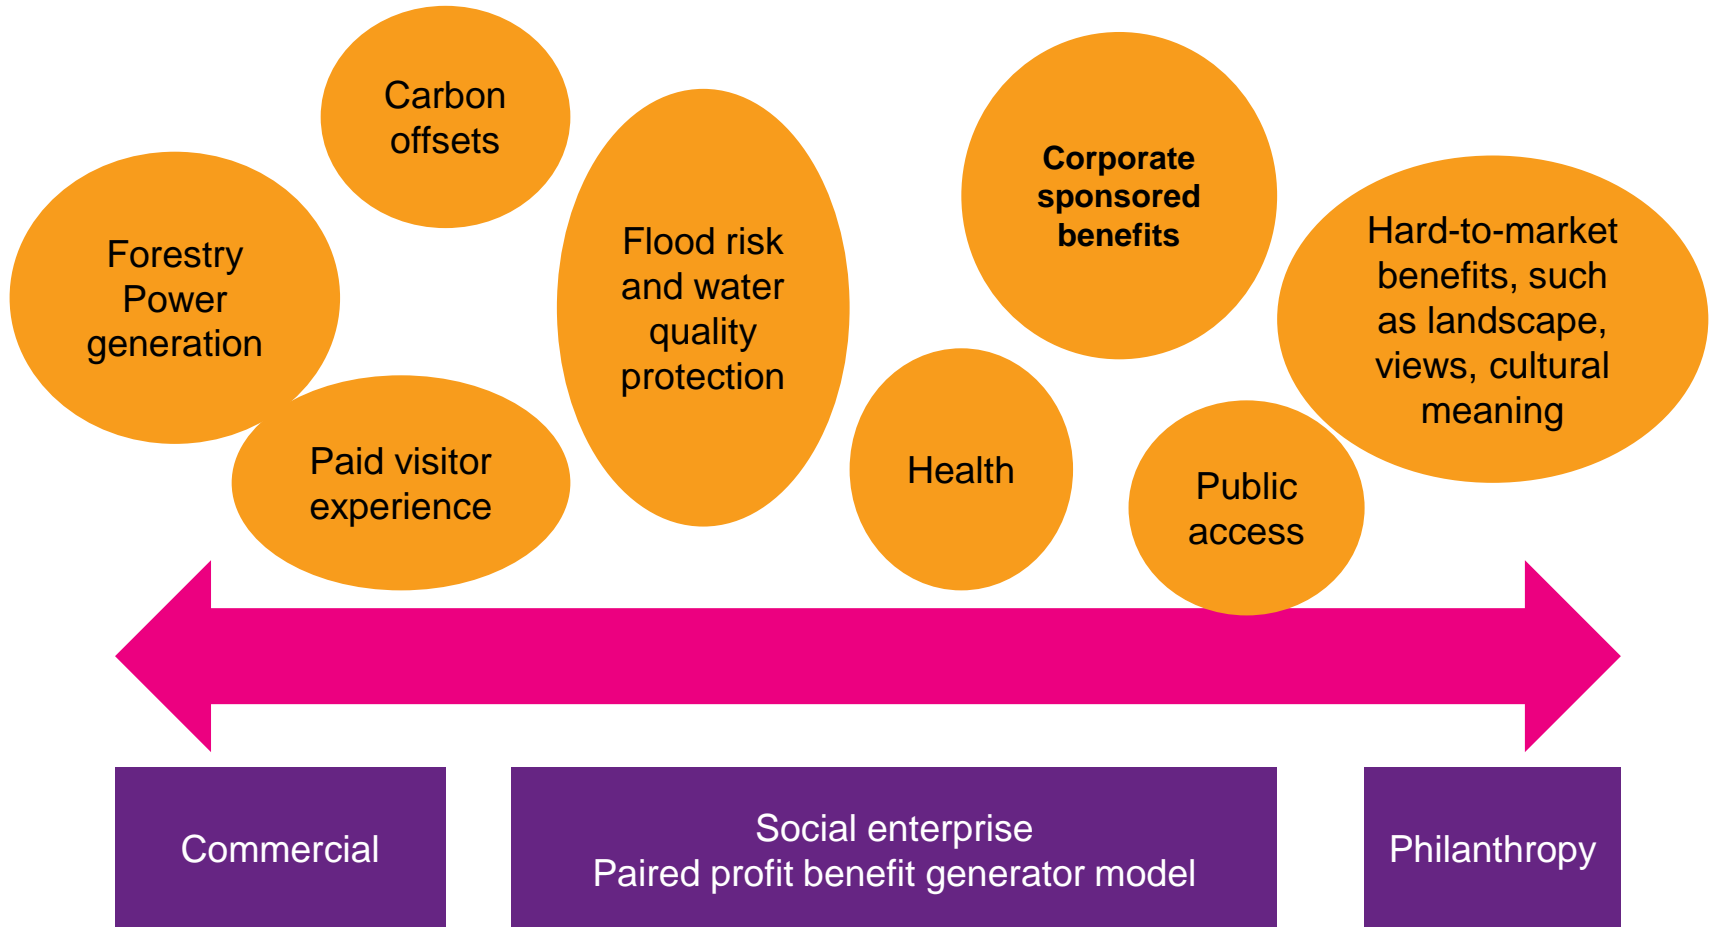 Carbon
offsets
Forestry
Power
generation
Paid visitor
experience
Flood risk
and water
quality
protection
Health
Corporate
sponsored
benefits
Public
access
Hard-to-market
benefits, such
as landscape,
views, cultural
meaning
Commercial
Social enterprise
Paired profit benefit generator model
Philanthropy